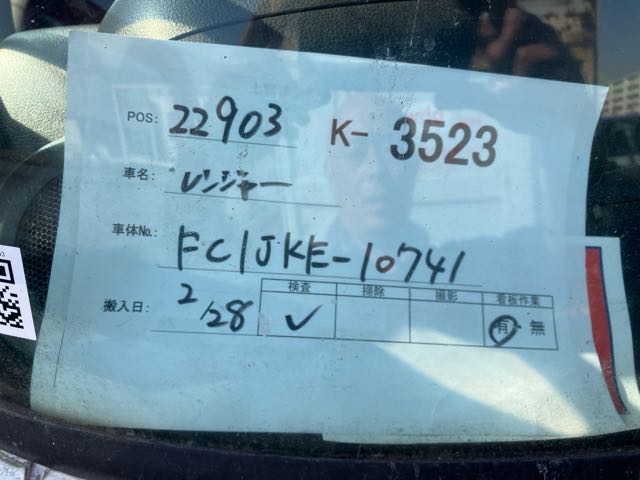 POS: 22903 K-3523
車名: レンジャー
車体No.: FC1JKE-10741
搬入日: 2/28
検査 掃除 撮影 看板作業
✓ 有・無